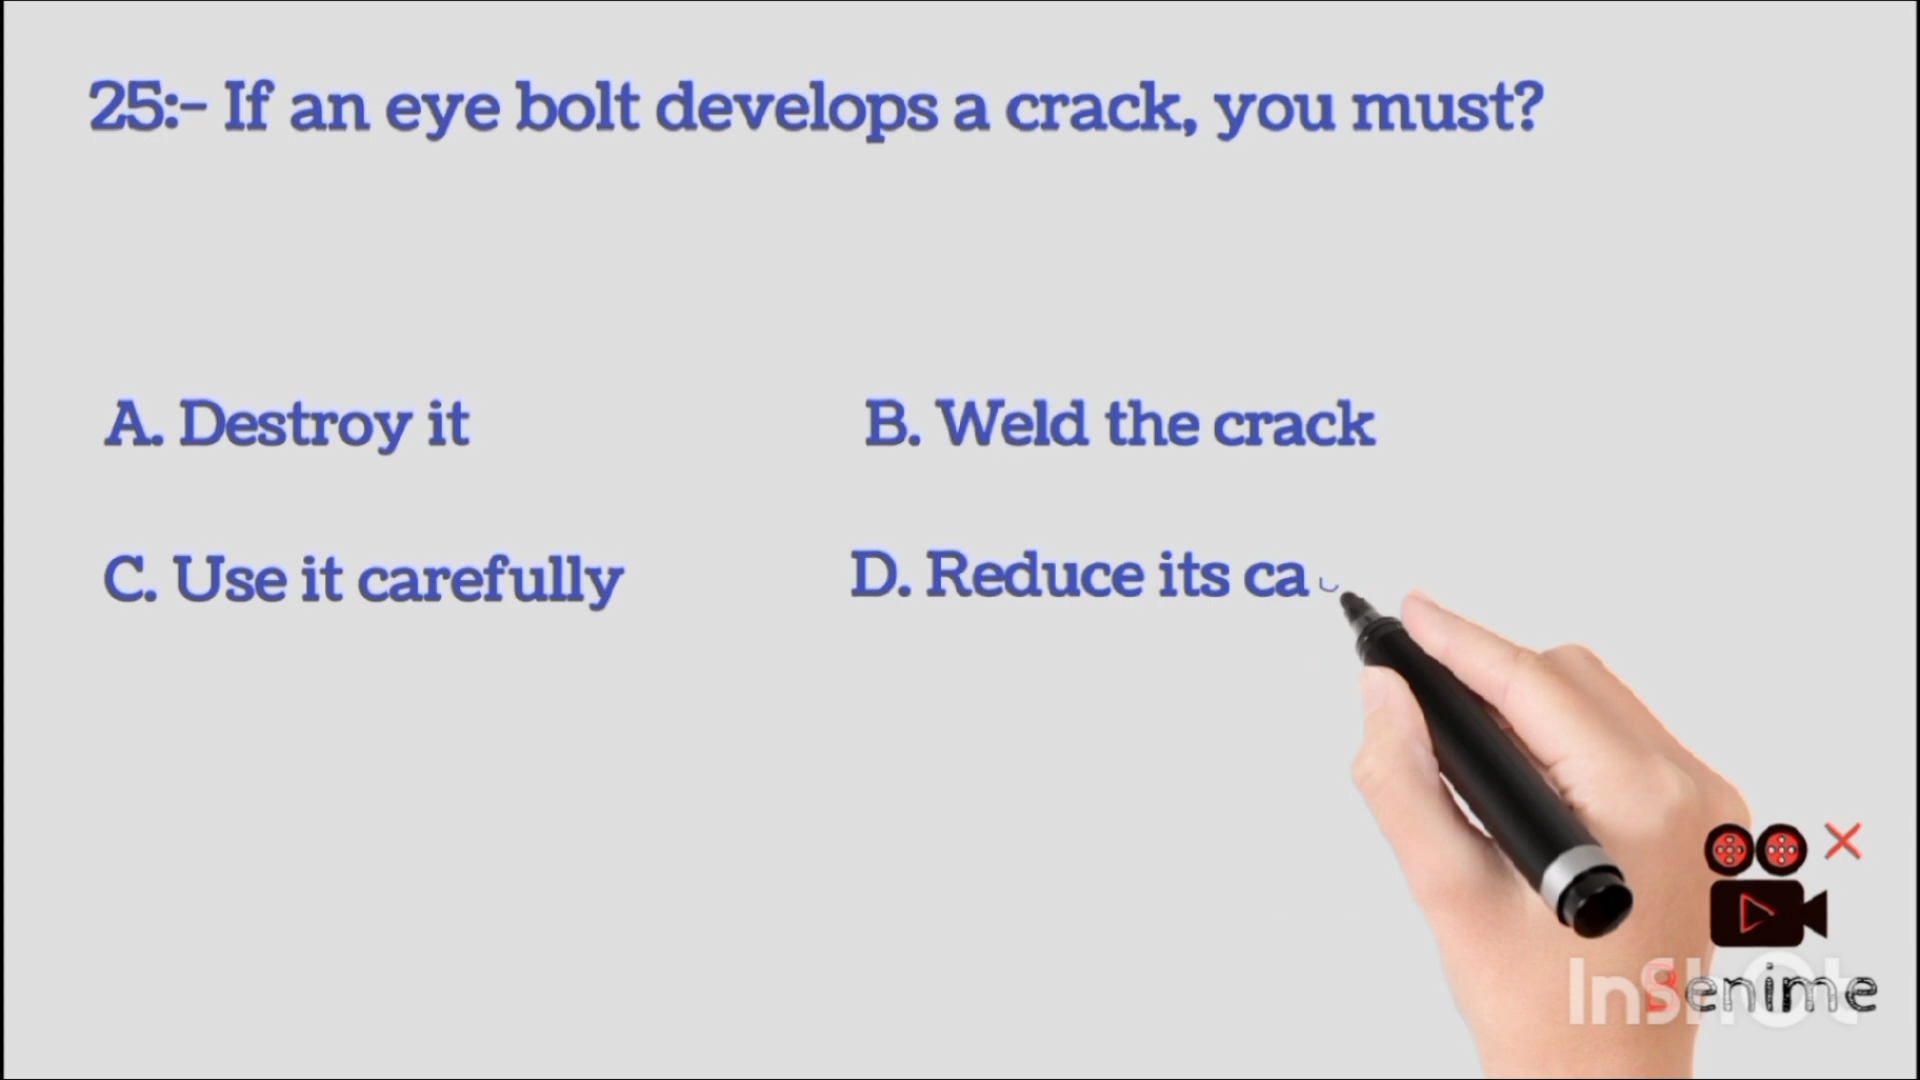 25:- If an eye bolt develops a crack, you must?
A. Destroy it
B. Weld the crack
C. Use it carefully
D. Reduce its ca
InShOt
Benime